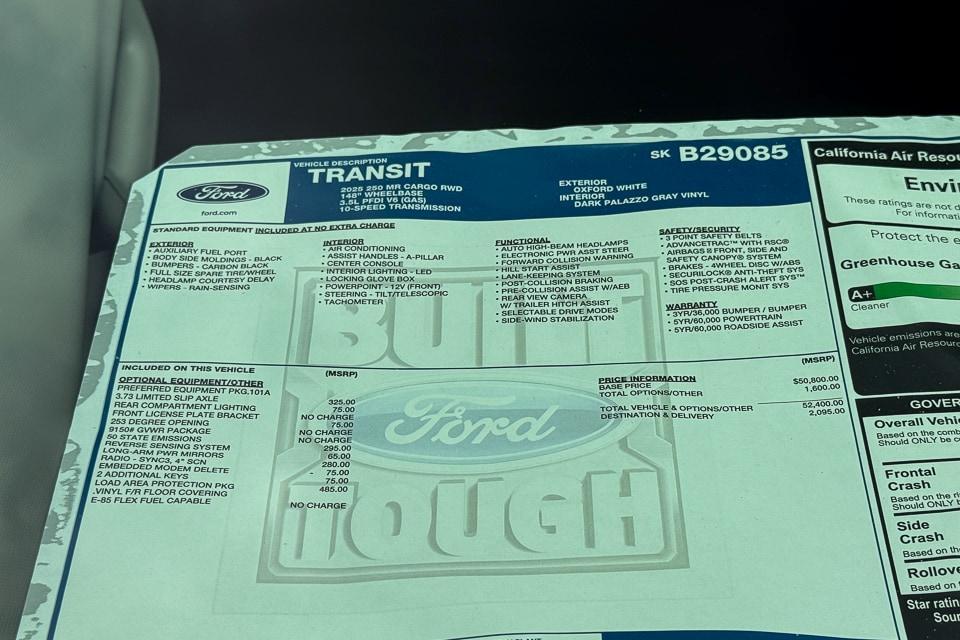 Ford
ford.com
VEHICLE DESCRIPTION
TRANSIT
2025 250 MR CARGO RWD
148" WHEELBASE
3.5L PFDI V6 (GAS)
10-SPEED TRANSMISSION
SK B29085
EXTERIOR
OXFORD WHITE
INTERIOR
DARK PALAZZO GRAY VINYL
STANDARD EQUIPMENT INCLUDED AT NO EXTRA CHARGE
EXTERIOR
• AUXILIARY FUEL PORT
• BODY SIDE MOLDINGS - BLACK
• BUMPERS - CARBON BLACK
• FULL SIZE SPARE TIRE/WHEEL
• HEADLAMP COURTESY DELAY
• WIPERS - RAIN-SENSING
INTERIOR
• AIR CONDITIONING
• ASSIST HANDLES - A-PILLAR
• CENTER CONSOLE
• INTERIOR LIGHTING - LED
• LOCKING GLOVE BOX
• POWERPOINT - 12V (FRONT)
• STEERING - TILT/TELESCOPIC
• TACHOMETER
FUNCTIONAL
• AUTO HIGH-BEAM HEADLAMPS
• ELECTRONIC PWR ASST STEER
• FORWARD COLLISION WARNING
• HILL START ASSIST
• LANE-KEEPING SYSTEM
• POST-COLLISION BRAKING
• PRE-COLLISION ASSIST W/AEB
• REAR VIEW CAMERA
W/ TRAILER HITCH ASSIST
• SELECTABLE DRIVE MODES
• SIDE-WIND STABILIZATION
SAFETY/SECURITY
• 3 POINT SAFETY BELTS
• ADVANCETRAC™ WITH RSC®
• AIRBAGS - FRONT, SIDE AND
SAFETY CANOPY® SYSTEM
• BRAKES - 4WHEEL DISC W/ABS
• SECURILOCK® ANTI-THEFT SYS
• SOS POST-CRASH ALERT SYS™
• TIRE PRESSURE MONIT SYS
WARRANTY
• 3YR/36,000 BUMPER / BUMPER
• 5YR/60,000 POWERTRAIN
• 5YR/60,000 ROADSIDE ASSIST
INCLUDED ON THIS VEHICLE
(MSRP)
OPTIONAL EQUIPMENT/OTHER
PREFERRED EQUIPMENT PKG.101A
3.73 LIMITED SLIP AXLE
REAR COMPARTMENT LIGHTING
FRONT LICENSE PLATE BRACKET
253 DEGREE OPENING
9150# GVWR PACKAGE
50 STATE EMISSIONS
REVERSE SENSING SYSTEM
LONG-ARM PWR MIRRORS
RADIO - SYNC3, 4" SCN
EMBEDDED MODEM DELETE
2 ADDITIONAL KEYS
LOAD AREA PROTECTION PKG
.VINYL F/R FLOOR COVERING
E-85 FLEX FUEL CAPABLE
325.00
75.00
NO CHARGE
75.00
NO CHARGE
NO CHARGE
295.00
65.00
280.00
- 75.00
75.00
485.00
NO CHARGE
PRICE INFORMATION
(MSRP)
BASE PRICE $50,800.00
TOTAL OPTIONS/OTHER 1,600.00
TOTAL VEHICLE & OPTIONS/OTHER 52,400.00
DESTINATION & DELIVERY 2,095.00
BUILT
Ford
TOUGH
California Air Resou
Envi
These ratings are not d
For informati
Protect the e
Greenhouse Ga
A+
Cleaner
Vehicle emissions are
California Air Resourc
GOVER
Overall Vehic
Based on the comb
Should ONLY be c
Frontal
Crash
Based on the ri
Should ONLY b
Side
Crash
Based on the
Rollove
Based on t
Star ratin
Sour